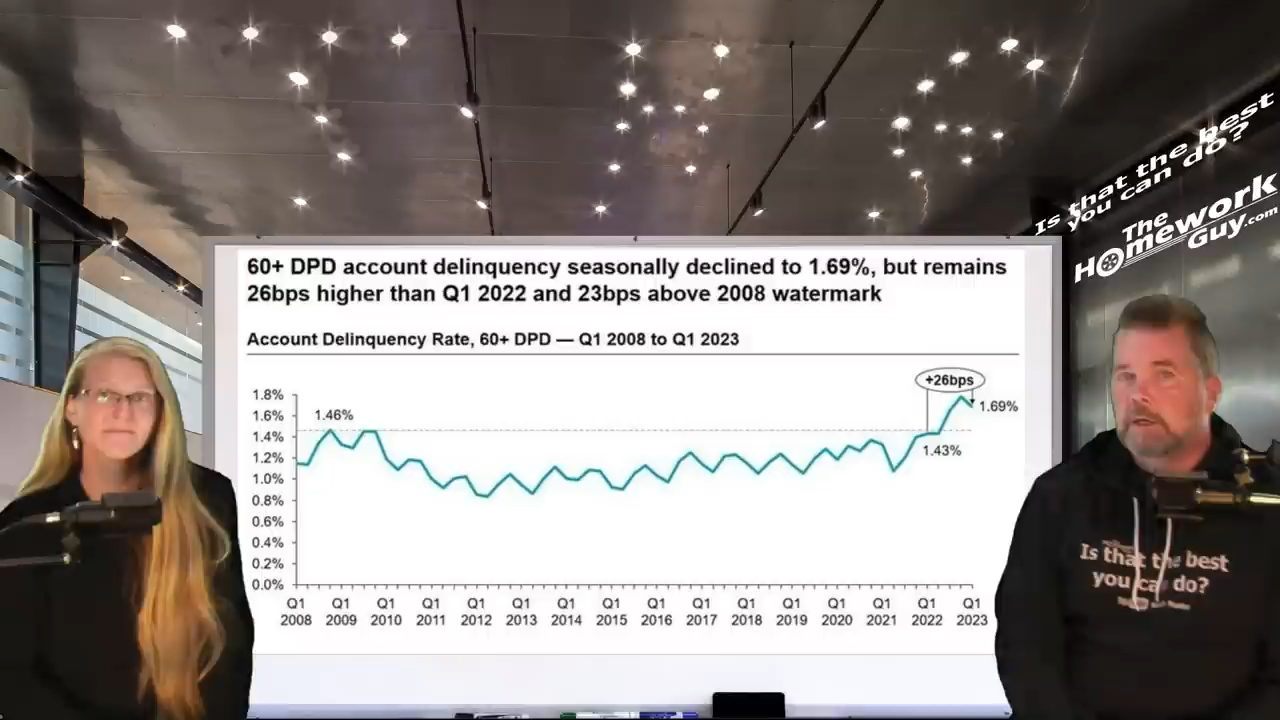 Is that the best
you can do?
The
Homework
Guy.com
60+ DPD account delinquency seasonally declined to 1.69%, but remains
26bps higher than Q1 2022 and 23bps above 2008 watermark
Account Delinquency Rate, 60+ DPD — Q1 2008 to Q1 2023
+26bps
1.8%
1.6%
1.4%
1.2%
1.0%
0.8%
0.6%
0.4%
0.2%
0.0%
1.46%
1.69%
1.43%
Q1 Q1 Q1 Q1 Q1 Q1 Q1 Q1 Q1 Q1 Q1 Q1 Q1 Q1 Q1 Q1
2008 2009 2010 2011 2012 2013 2014 2015 2016 2017 2018 2019 2020 2021 2022 2023
Is that the best
you can do?